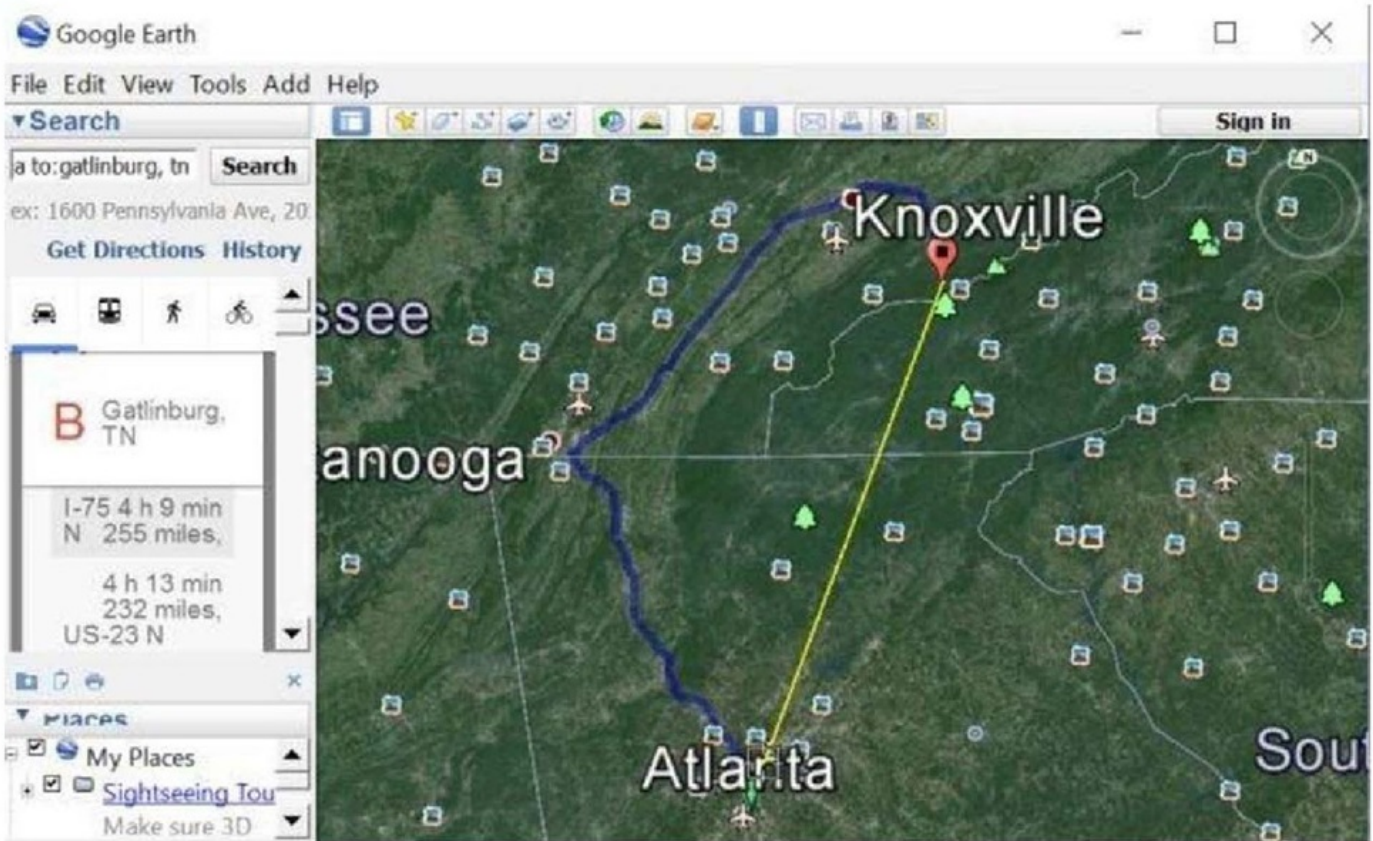 Google Earth
File Edit View Tools Add Help
Search
Sign in
a to:gatlinburg, tn Search
ex: 1600 Pennsylvania Ave, 20
Get Directions History
B Gatlinburg,
TN
I-75 4 h 9 min
N 255 miles,
4 h 13 min
232 miles,
US-23 N
Places
My Places
Sightseeing Tou
Make sure 3D
N
Knoxville
ssee
anooga
Atlanta
Sout